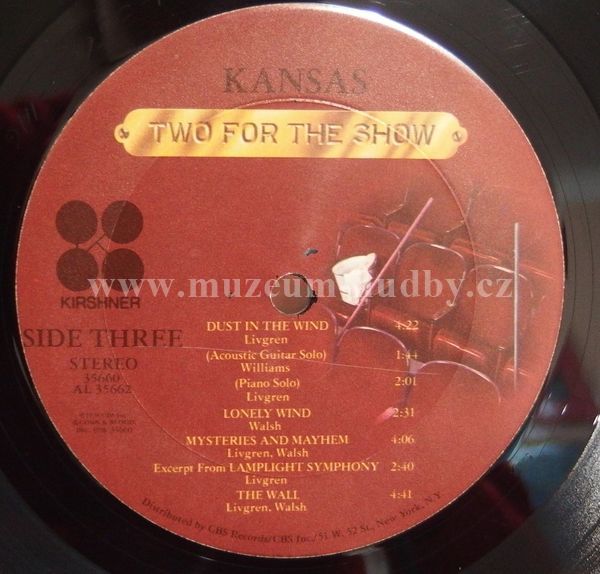 KANSAS
TWO FOR THE SHOW
www.muzeumhudby.cz
KIRSHNER
SIDE THREE
STEREO
35660
AL 35662
DUST IN THE WIND 4:22
Livgren
(Acoustic Guitar Solo) 1:44
Williams
(Piano Solo) 2:01
Livgren
LONELY WIND 2:31
Walsh
MYSTERIES AND MAYHEM 4:06
Livgren, Walsh
Excerpt From LAMPLIGHT SYMPHONY 2:40
Livgren
THE WALL 4:41
Livgren, Walsh
Distributed by CBS Records/CBS Inc./51 W. 52 St., New York, N.Y.